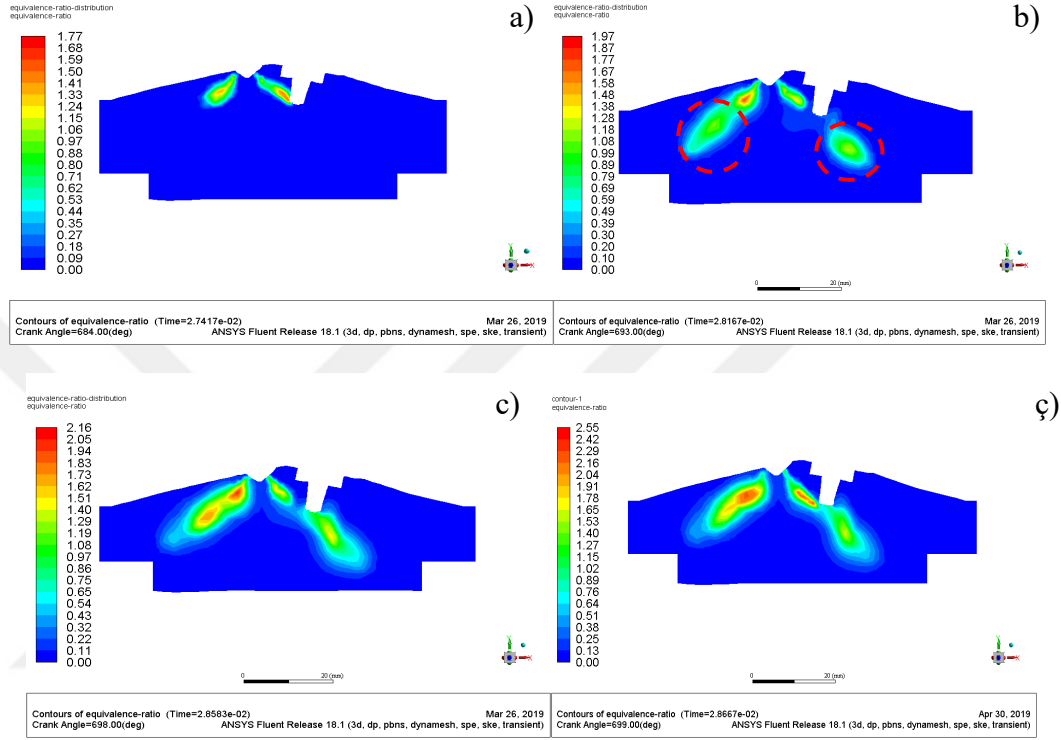 equivalence-ratio-distribution
equivalence-ratio
a)
1.77
1.68
1.59
1.50
1.41
1.33
1.24
1.15
1.06
0.97
0.88
0.80
0.71
0.62
0.53
0.44
0.35
0.27
0.18
0.09
0.00
Y
X
Contours of equivalence-ratio (Time=2.7417e-02)
Crank Angle=684.00(deg)
Mar 26, 2019
ANSYS Fluent Release 18.1 (3d, dp, pbns, dynamesh, spe, ske, transient)
equivalence-ratio-distribution
equivalence-ratio
b)
1.97
1.87
1.77
1.67
1.58
1.48
1.38
1.28
1.18
1.08
0.99
0.89
0.79
0.69
0.59
0.49
0.39
0.30
0.20
0.10
0.00
Y
X
0 20 (mm)
Contours of equivalence-ratio (Time=2.8167e-02)
Crank Angle=693.00(deg)
Mar 26, 2019
ANSYS Fluent Release 18.1 (3d, dp, pbns, dynamesh, spe, ske, transient)
equivalence-ratio-distribution
equivalence-ratio
c)
2.16
2.05
1.94
1.83
1.73
1.62
1.51
1.40
1.29
1.19
1.08
0.97
0.86
0.75
0.65
0.54
0.43
0.32
0.22
0.11
0.00
Y
X
0 20 (mm)
Contours of equivalence-ratio (Time=2.8583e-02)
Crank Angle=698.00(deg)
Mar 26, 2019
ANSYS Fluent Release 18.1 (3d, dp, pbns, dynamesh, spe, ske, transient)
contour-1
equivalence-ratio
ç)
2.55
2.42
2.29
2.16
2.04
1.91
1.78
1.65
1.53
1.40
1.27
1.15
1.02
0.89
0.76
0.64
0.51
0.38
0.25
0.13
0.00
Y
X
0 20 (mm)
Contours of equivalence-ratio (Time=2.8667e-02)
Crank Angle=699.00(deg)
Apr 30, 2019
ANSYS Fluent Release 18.1 (3d, dp, pbns, dynamesh, spe, ske, transient)